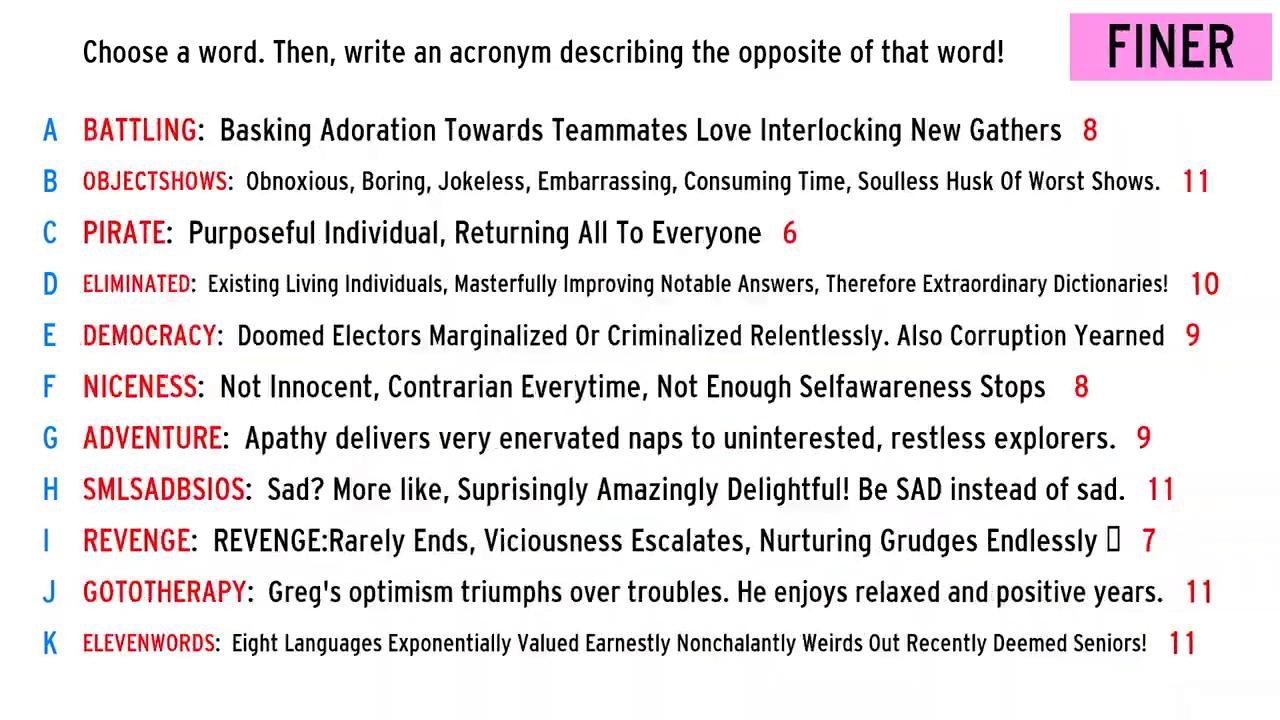 Choose a word. Then, write an acronym describing the opposite of that word!
FINER
A BATTLING: Basking Adoration Towards Teammates Love Interlocking New Gathers 8
B OBJECTSHOWS: Obnoxious, Boring, Jokeless, Embarrassing, Consuming Time, Soulless Husk Of Worst Shows. 11
C PIRATE: Purposeful Individual, Returning All To Everyone 6
D ELIMINATED: Existing Living Individuals, Masterfully Improving Notable Answers, Therefore Extraordinary Dictionaries! 10
E DEMOCRACY: Doomed Electors Marginalized Or Criminalized Relentlessly. Also Corruption Yearned 9
F NICENESS: Not Innocent, Contrarian Everytime, Not Enough Selfawareness Stops 8
G ADVENTURE: Apathy delivers very enervated naps to uninterested, restless explorers. 9
H SMLSADBSIOS: Sad? More like, Suprisingly Amazingly Delightful! Be SAD instead of sad. 11
I REVENGE: REVENGE:Rarely Ends, Viciousness Escalates, Nurturing Grudges Endlessly ▯ 7
J GOTOTHERAPY: Greg's optimism triumphs over troubles. He enjoys relaxed and positive years. 11
K ELEVENWORDS: Eight Languages Exponentially Valued Earnestly Nonchalantly Weirds Out Recently Deemed Seniors! 11